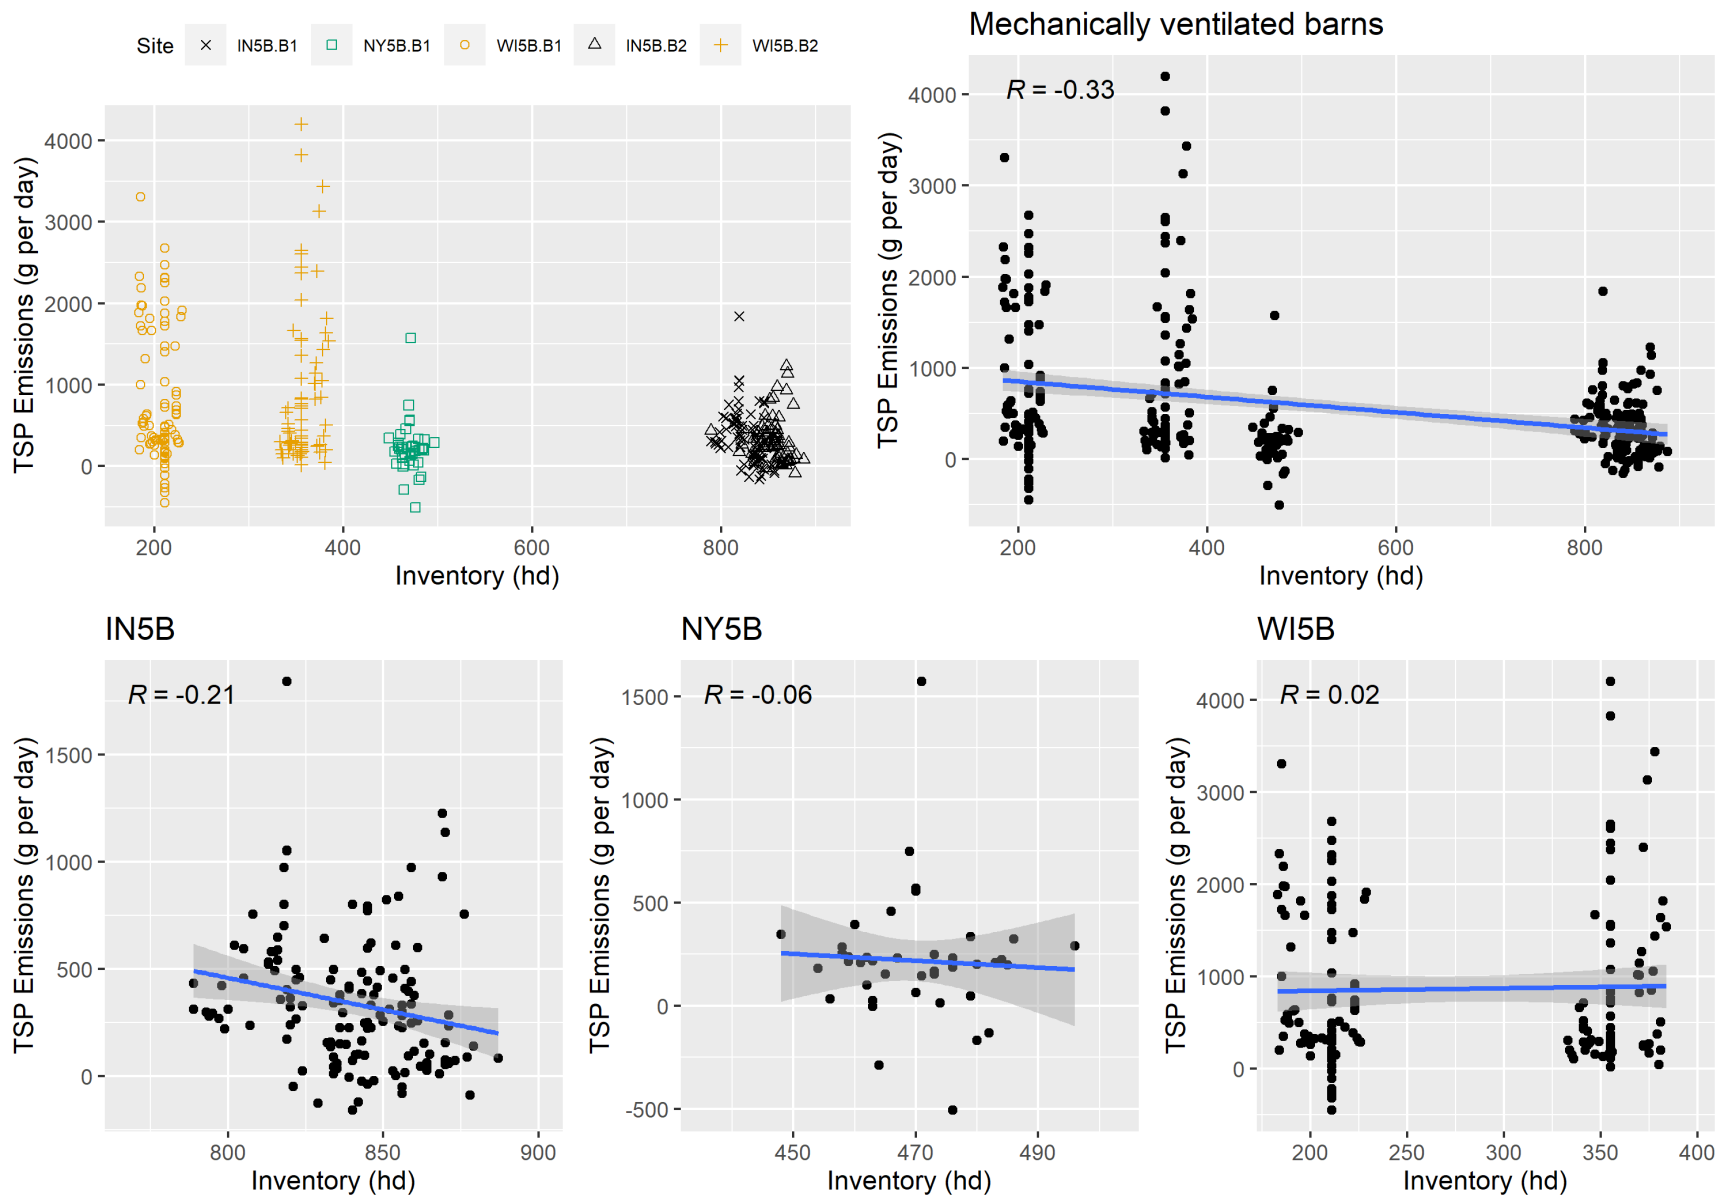 Site IN5B.B1 NY5B.B1 WI5B.B1 IN5B.B2 WI5B.B2
TSP Emissions (g per day)
4000
3000
2000
1000
0
200 400 600 800
Inventory (hd)
Mechanically ventilated barns
R = -0.33
TSP Emissions (g per day)
4000
3000
2000
1000
0
200 400 600 800
Inventory (hd)
IN5B
R = -0.21
TSP Emissions (g per day)
1500
1000
500
0
800 850 900
Inventory (hd)
NY5B
R = -0.06
TSP Emissions (g per day)
1500
1000
500
0
-500
450 470 490
Inventory (hd)
WI5B
R = 0.02
TSP Emissions (g per day)
4000
3000
2000
1000
0
200 250 300 350 400
Inventory (hd)